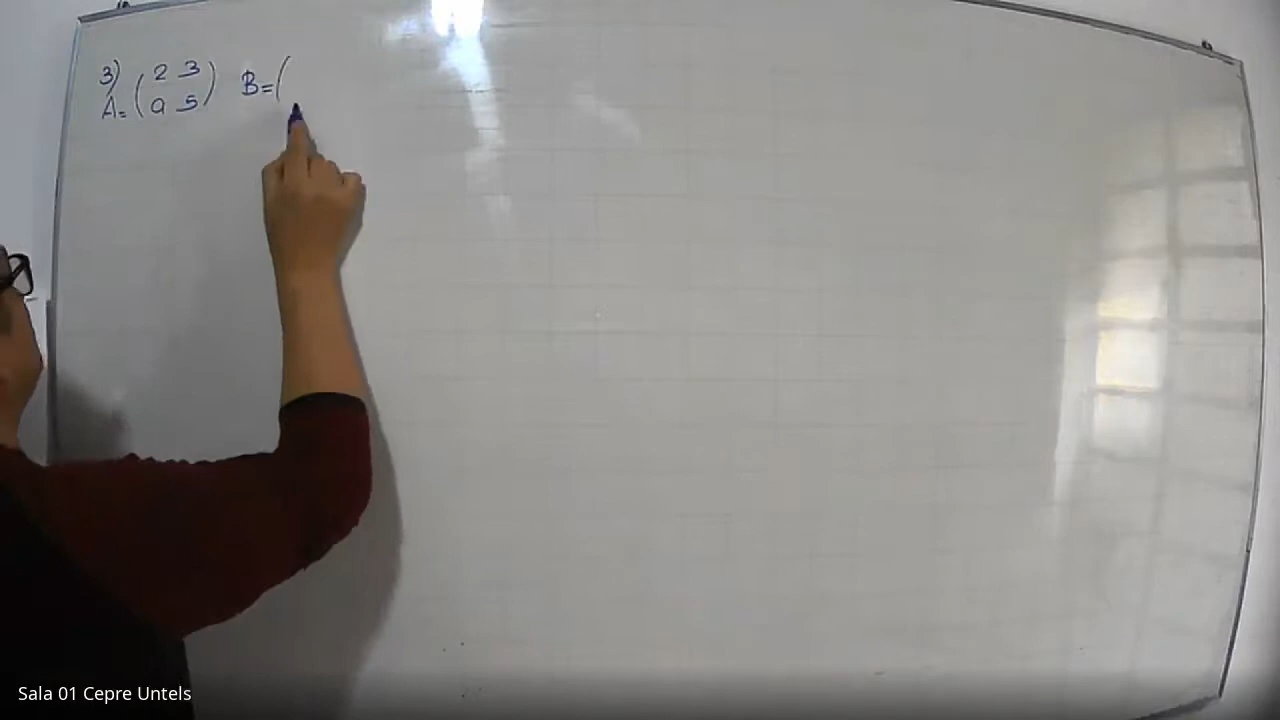 3)
A= (2 3
a 5) B=(
Sala 01 Cepre Untels